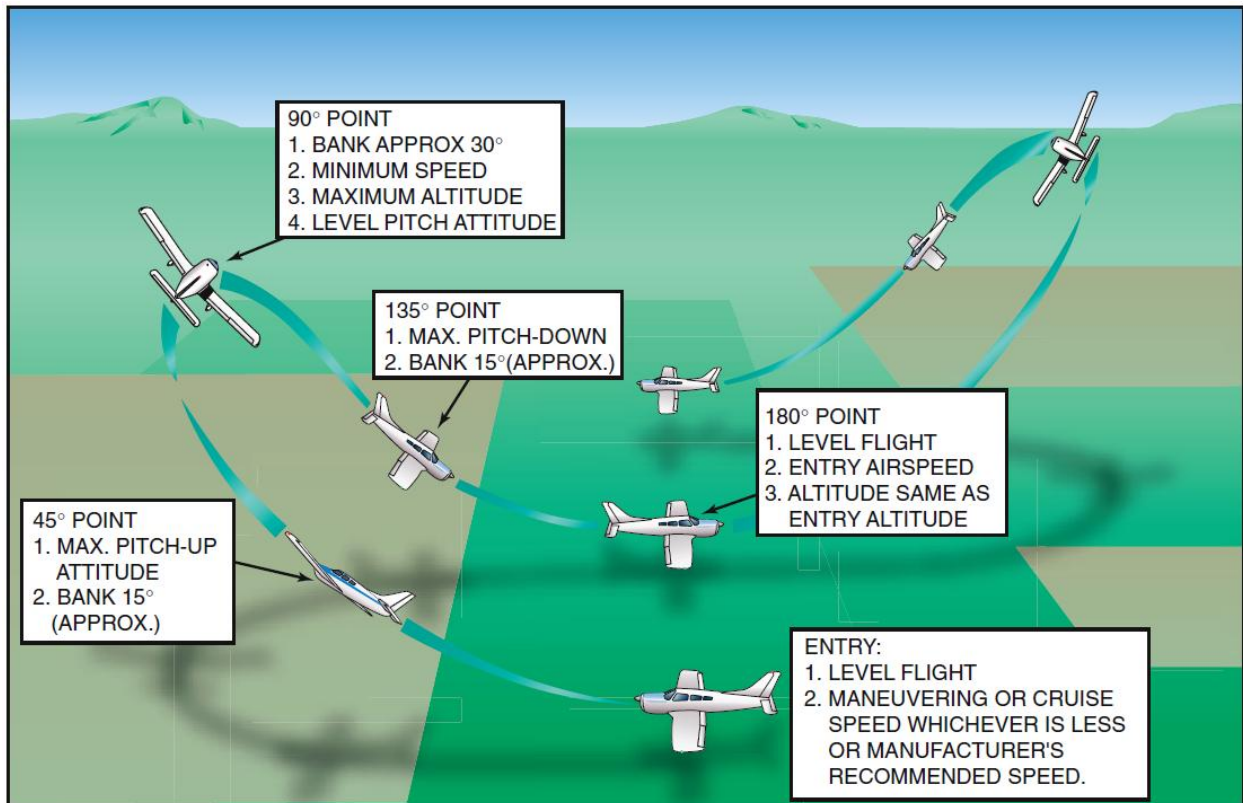 90° POINT
1. BANK APPROX 30°
2. MINIMUM SPEED
3. MAXIMUM ALTITUDE
4. LEVEL PITCH ATTITUDE
135° POINT
1. MAX. PITCH-DOWN
2. BANK 15°(APPROX.)
180° POINT
1. LEVEL FLIGHT
2. ENTRY AIRSPEED
3. ALTITUDE SAME AS
ENTRY ALTITUDE
45° POINT
1. MAX. PITCH-UP
ATTITUDE
2. BANK 15°
(APPROX.)
ENTRY:
1. LEVEL FLIGHT
2. MANEUVERING OR CRUISE
SPEED WHICHEVER IS LESS
OR MANUFACTURER'S
RECOMMENDED SPEED.